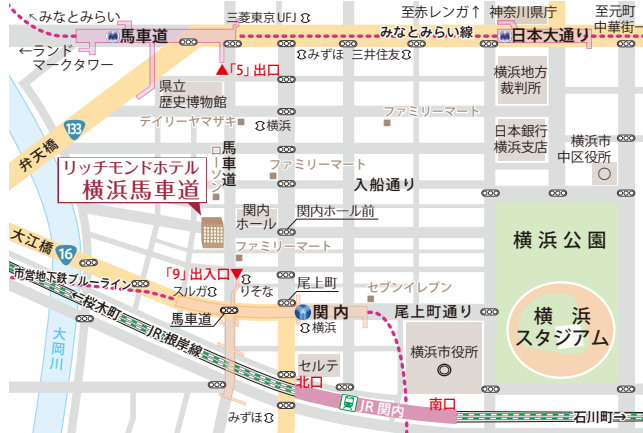 ↖みなとみらい
馬車道
三菱東京UFJ
至赤レンガ↑
神奈川県庁
至元町
中華街→
みなとみらい線
日本大通り
←ランド
マークタワー
みずほ
三井住友
▲「5」出口
県立
歴史博物館
横浜地方
裁判所
デイリーヤマザキ
横浜
ファミリーマート
133
弁天橋
日本銀行
横浜支店
横浜市
中区役所
馬車道
ローソン
リッチモンドホテル
横浜馬車道
ファミリーマート
入船通り
関内
ホール
関内ホール前
大江橋
16
ファミリーマート
横浜公園
市営地下鉄ブルーライン
「9」出入口▼
スルガ
りそな
尾上町
セブンイレブン
←桜木町
馬車道
関内
横浜
尾上町通り
横浜
スタジアム
JR根岸線
大岡川
横浜市役所
セルテ
北口
JR関内
南口
みずほ
石川町→